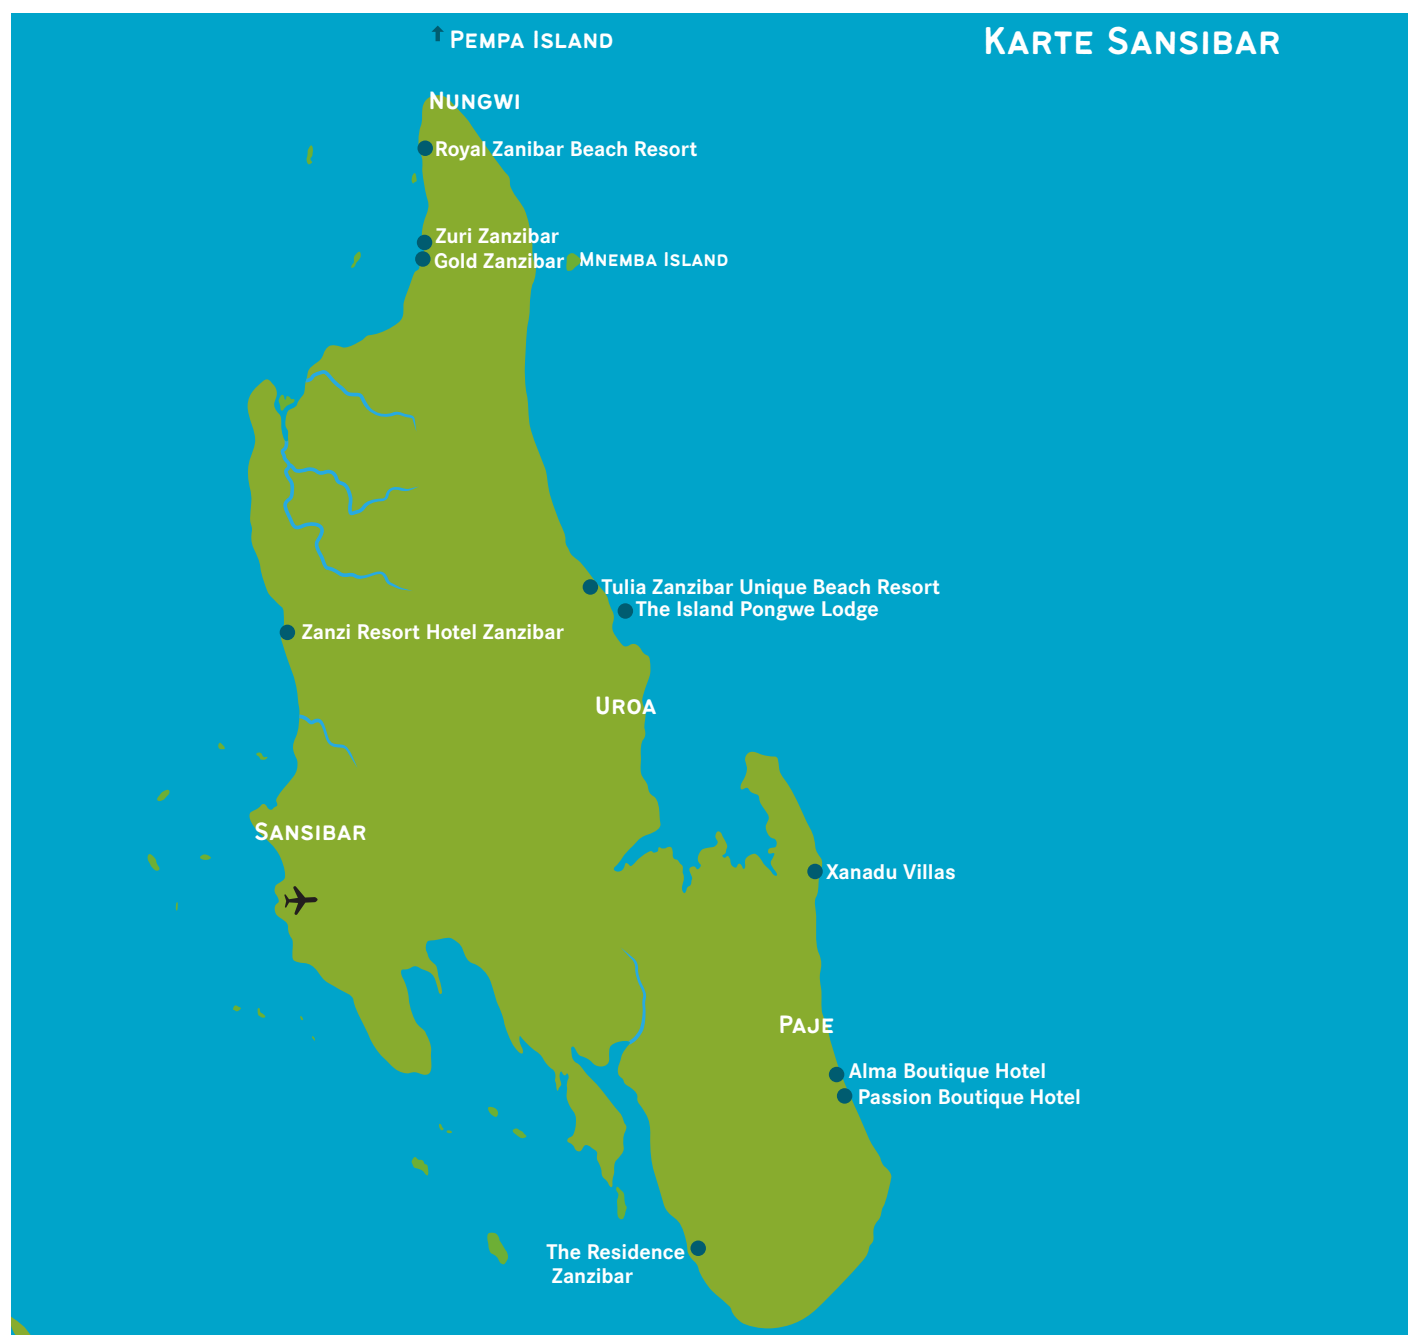 Pempa Island
Karte Sansibar
Nungwi
Royal Zanibar Beach Resort
Zuri Zanzibar
Gold Zanzibar
Mnemba Island
Tulia Zanzibar Unique Beach Resort
The Island Pongwe Lodge
Zanzi Resort Hotel Zanzibar
Uroa
Sansibar
Xanadu Villas
Paje
Alma Boutique Hotel
Passion Boutique Hotel
The Residence
Zanzibar